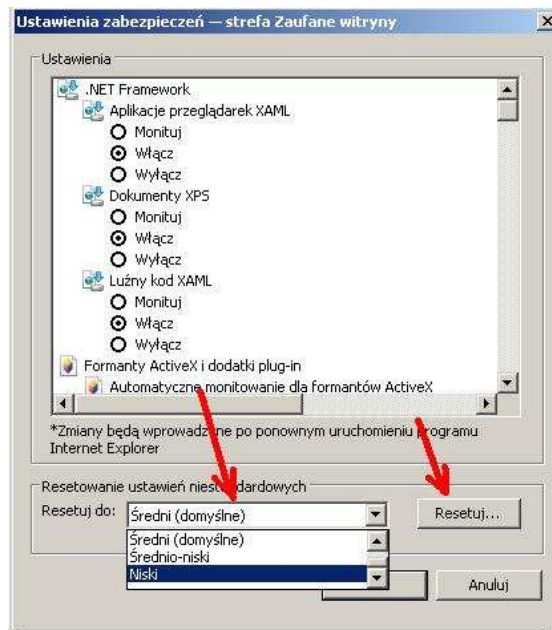 Ustawienia zabezpieczeń — strefa Zaufane witryny
Ustawienia
.NET Framework
Aplikacje przeglądarek XAML
Monituj
Włącz
Wyłącz
Dokumenty XPS
Monituj
Włącz
Wyłącz
Luźny kod XAML
Monituj
Włącz
Wyłącz
Formanty ActiveX i dodatki plug-in
Automatyczne monitowanie dla formantów ActiveX
*Zmiany będą wprowadzone po ponownym uruchomieniu programu
Internet Explorer
Resetowanie ustawień niestandardowych
Resetuj do: Średni (domyślne) Resetuj...
Średni (domyślne)
Średnio-niski
Niski
Anuluj